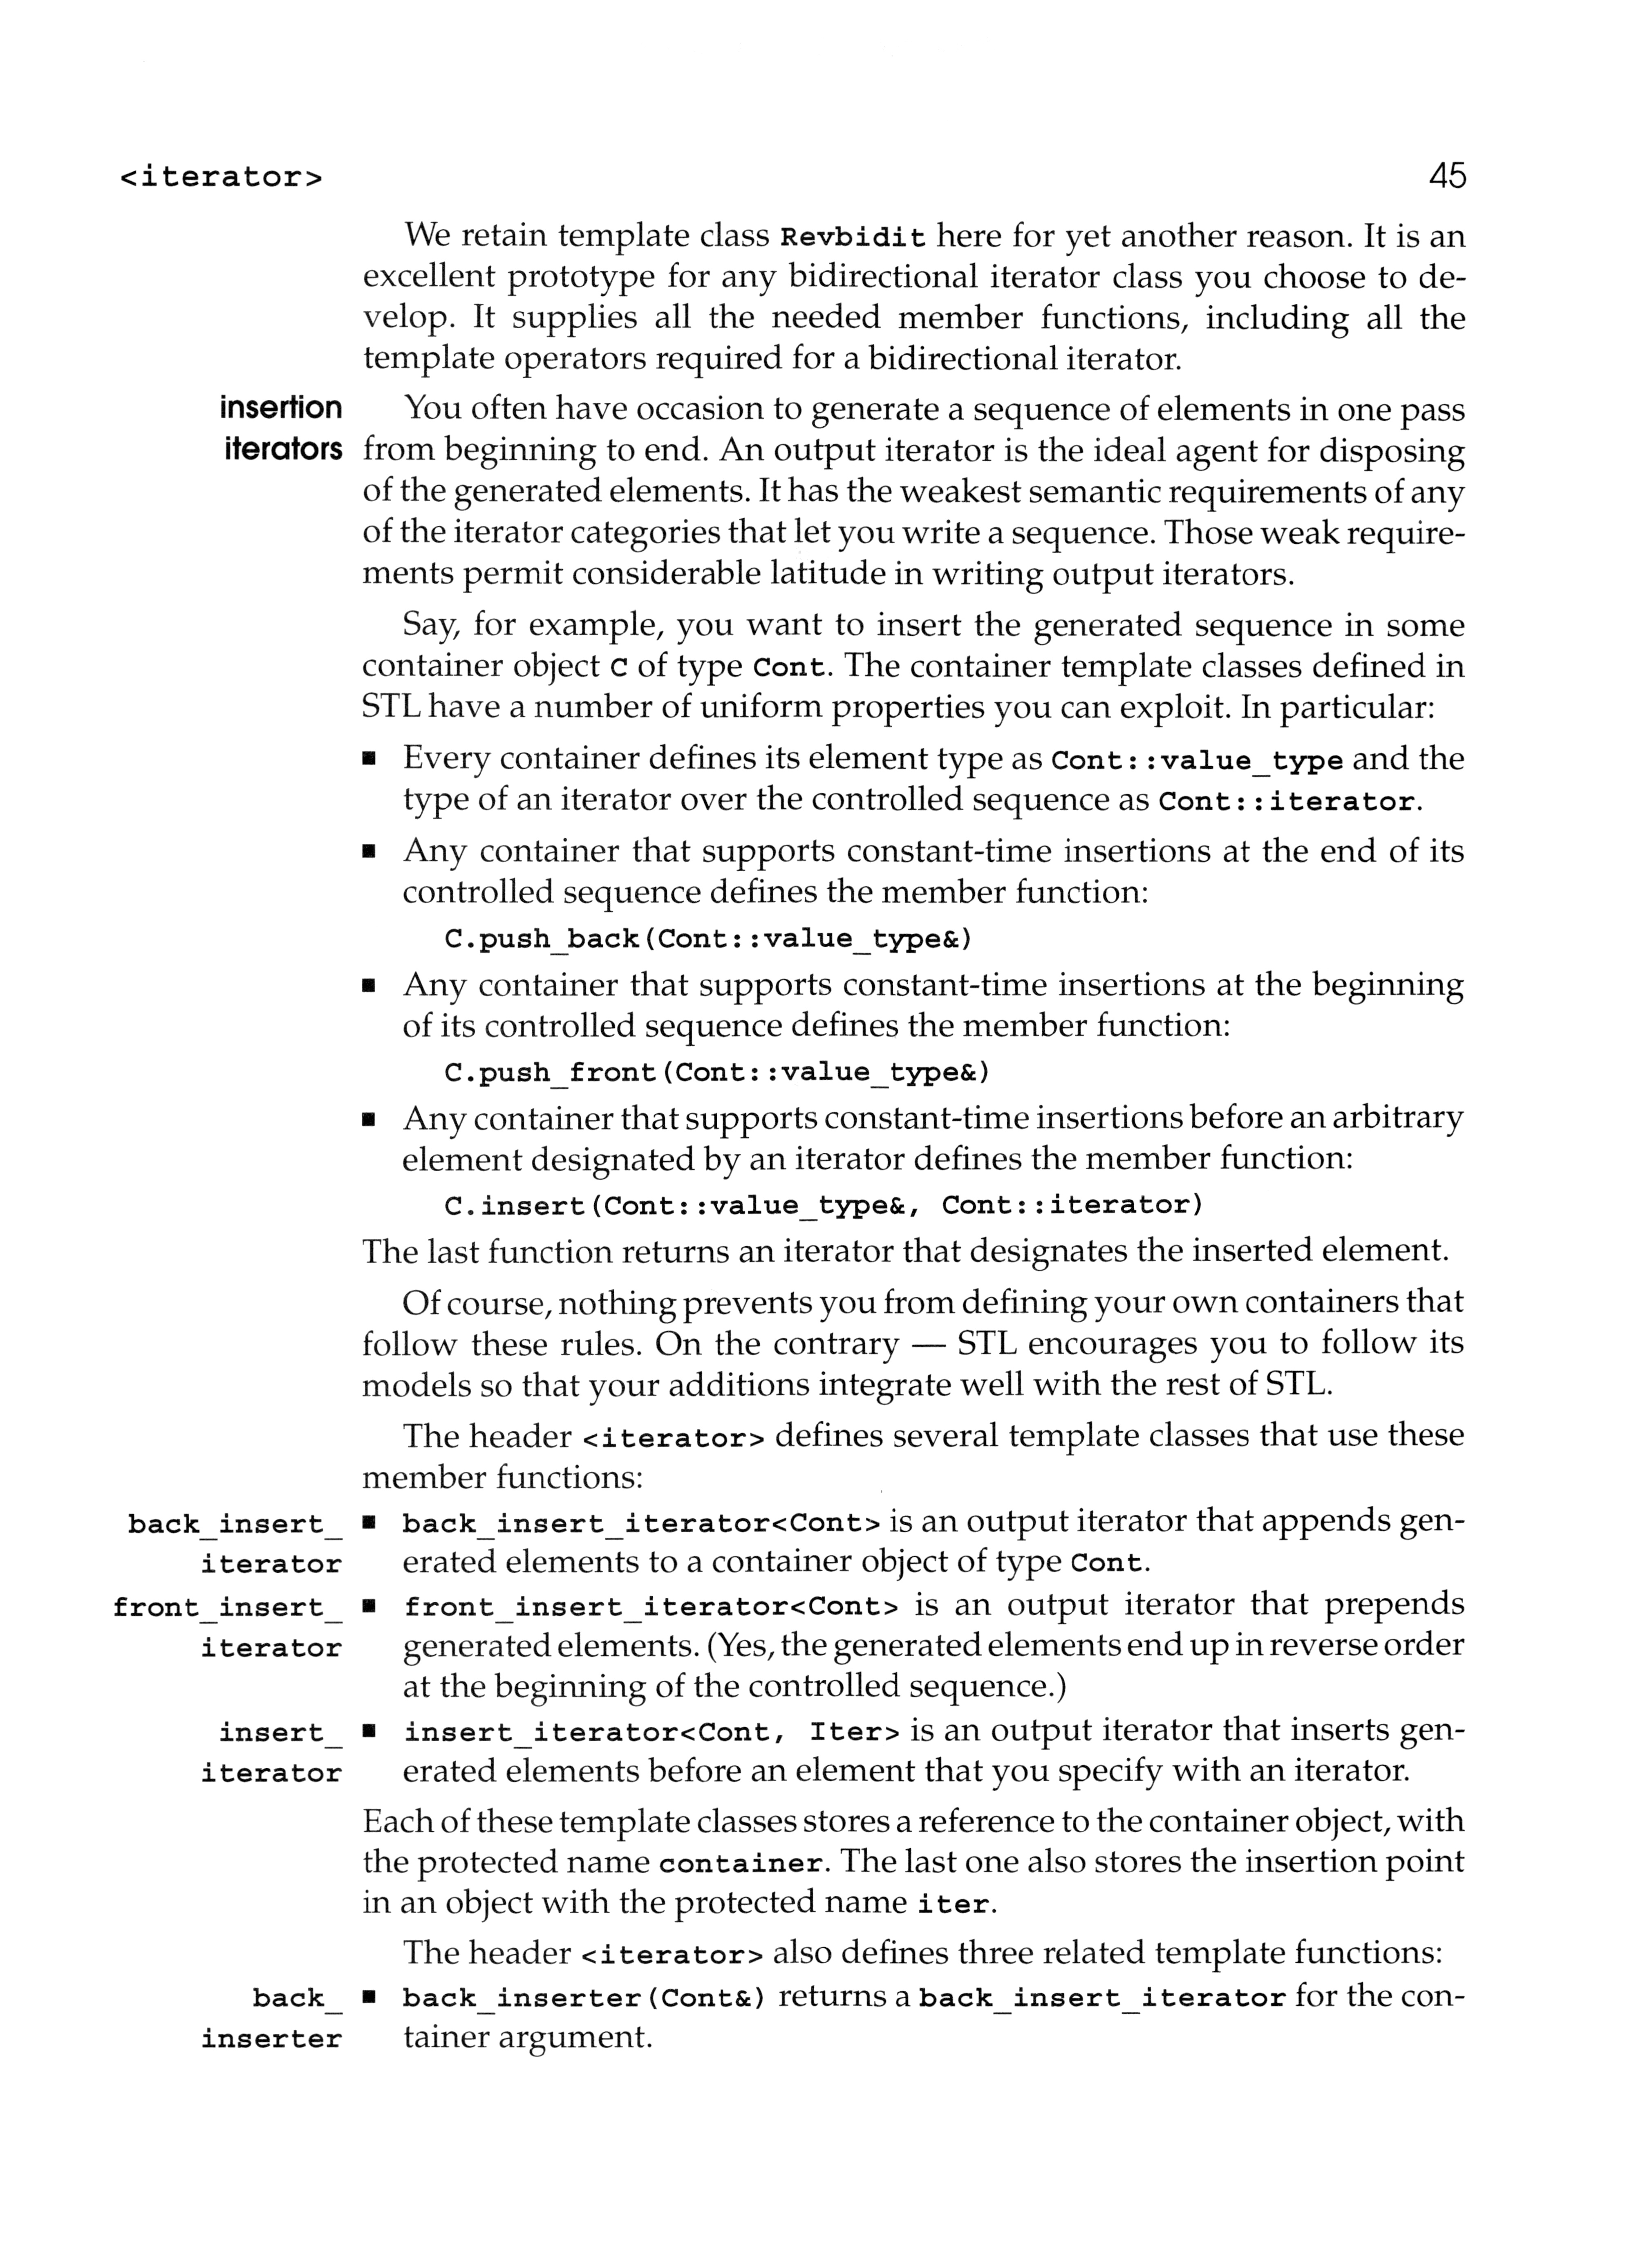 <iterator> 45
We retain template class Revbidit here for yet another reason. It is an
excellent prototype for any bidirectional iterator class you choose to de-
velop. It supplies all the needed member functions, including all the
template operators required for a bidirectional iterator.
insertion You often have occasion to generate a sequence of elements in one pass
iterators from beginning to end. An output iterator is the ideal agent for disposing
of the generated elements. It has the weakest semantic requirements of any
of the iterator categories that let you write a sequence. Those weak require-
ments permit considerable latitude in writing output iterators.
Say, for example, you want to insert the generated sequence in some
container object C of type Cont. The container template classes defined in
STL have a number of uniform properties you can exploit. In particular:
■ Every container defines its element type as Cont::value_type and the
type of an iterator over the controlled sequence as Cont::iterator.
■ Any container that supports constant-time insertions at the end of its
controlled sequence defines the member function:
C.push_back(Cont::value_type&)
■ Any container that supports constant-time insertions at the beginning
of its controlled sequence defines the member function:
C.push_front(Cont::value_type&)
■ Any container that supports constant-time insertions before an arbitrary
element designated by an iterator defines the member function:
C.insert(Cont::value_type&, Cont::iterator)
The last function returns an iterator that designates the inserted element.
Of course, nothing prevents you from defining your own containers that
follow these rules. On the contrary — STL encourages you to follow its
models so that your additions integrate well with the rest of STL.
The header <iterator> defines several template classes that use these
member functions:
back_insert_ ■ back_insert_iterator<Cont> is an output iterator that appends gen-
iterator erated elements to a container object of type Cont.
front_insert_ ■ front_insert_iterator<Cont> is an output iterator that prepends
iterator generated elements. (Yes, the generated elements end up in reverse order
at the beginning of the controlled sequence.)
insert_ ■ insert_iterator<Cont, Iter> is an output iterator that inserts gen-
iterator erated elements before an element that you specify with an iterator.
Each of these template classes stores a reference to the container object, with
the protected name container. The last one also stores the insertion point
in an object with the protected name iter.
The header <iterator> also defines three related template functions:
back_ ■ back_inserter(Cont&) returns a back_insert_iterator for the con-
inserter tainer argument.